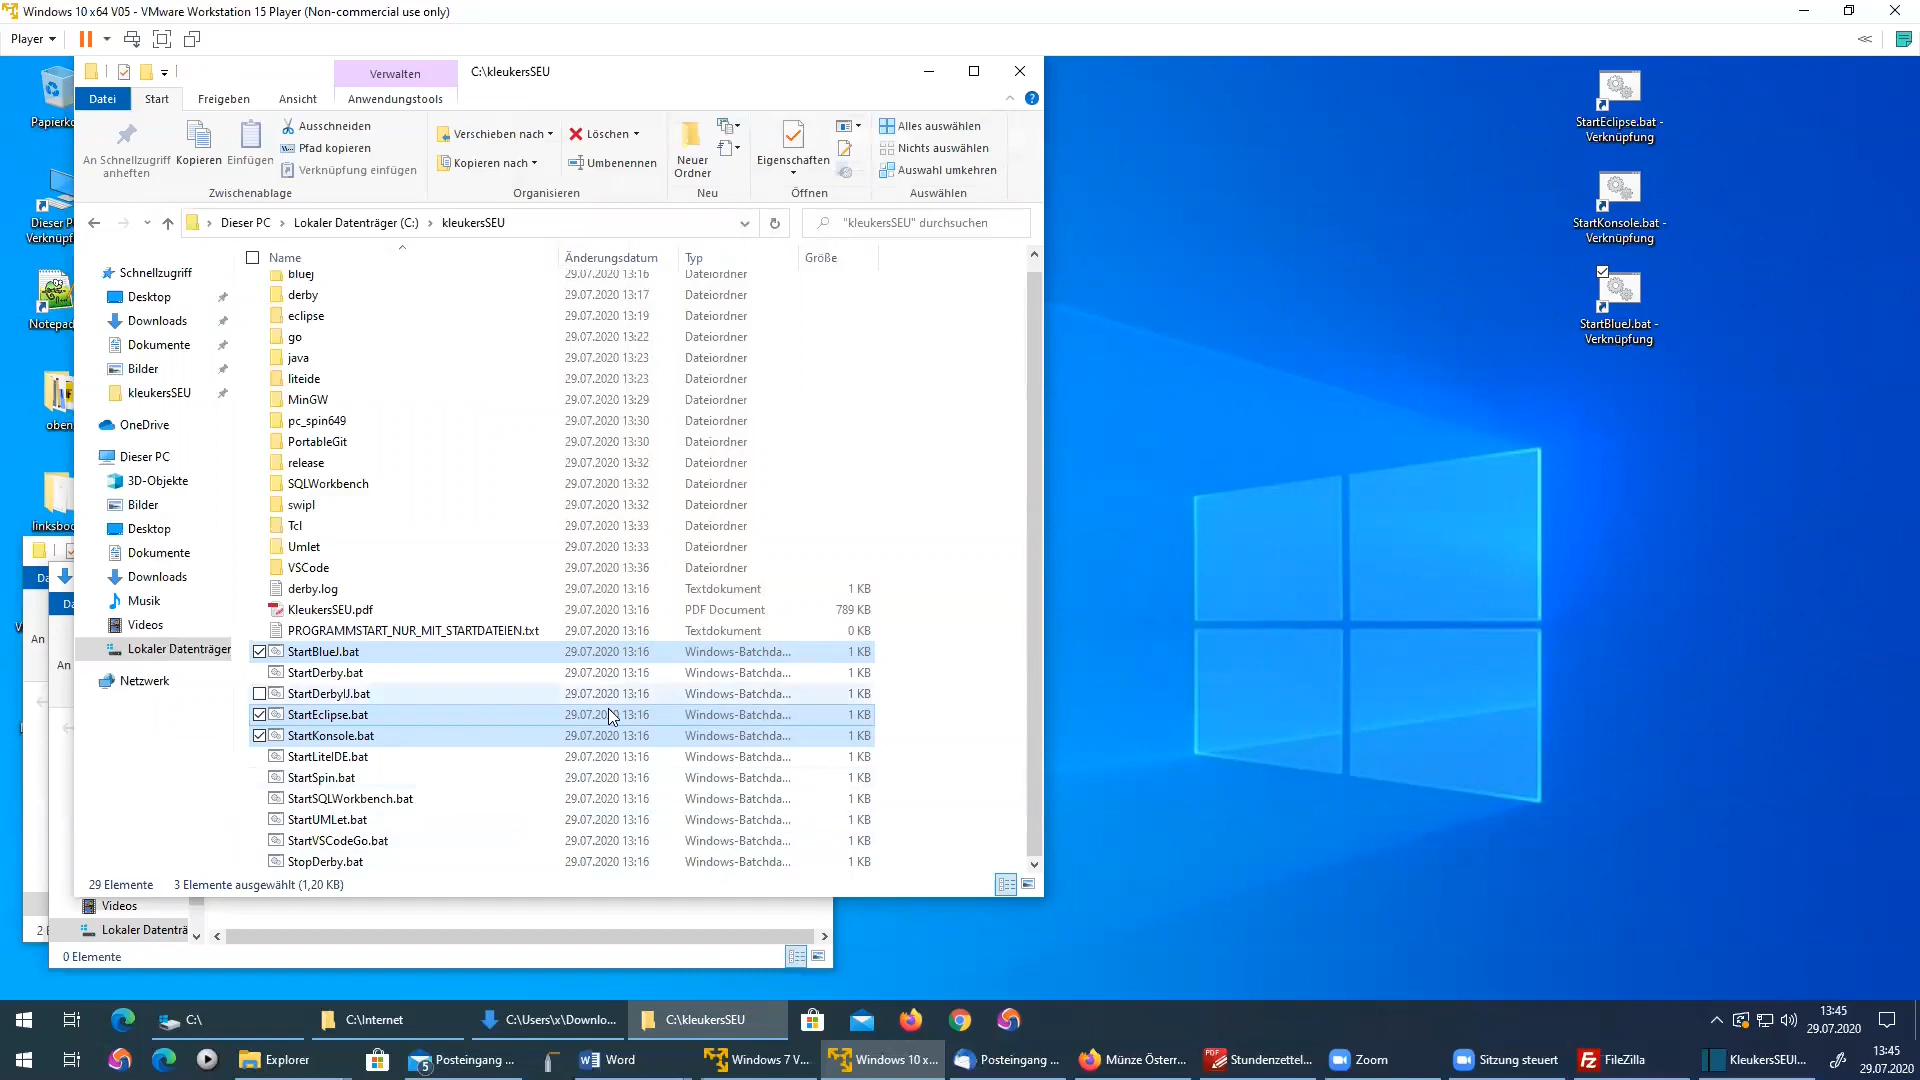 Windows 10 x64 V05 - VMware Workstation 15 Player (Non-commercial use only)
Player
Verwalten
C:\kleukersSEU
Datei
Start
Freigeben
Ansicht
Anwendungstools
An Schnellzugriff
anheften
Kopieren
Einfügen
Ausschneiden
Pfad kopieren
Verknüpfung einfügen
Zwischenablage
Verschieben nach
Kopieren nach
Löschen
Umbenennen
Organisieren
Neuer
Ordner
Neu
Eigenschaften
Öffnen
Alles auswählen
Nichts auswählen
Auswahl umkehren
Auswählen
Dieser PC
Lokaler Datenträger (C:)
kleukersSEU
"kleukersSEU" durchsuchen
Name
Änderungsdatum
Typ
Größe
Schnellzugriff
Desktop
Downloads
Dokumente
Bilder
kleukersSEU
OneDrive
Dieser PC
3D-Objekte
Bilder
Desktop
Dokumente
Downloads
Musik
Videos
Lokaler Datenträger
Netzwerk
bluej 29.07.2020 13:16 Dateiordner
derby 29.07.2020 13:17 Dateiordner
eclipse 29.07.2020 13:19 Dateiordner
go 29.07.2020 13:22 Dateiordner
java 29.07.2020 13:23 Dateiordner
liteide 29.07.2020 13:23 Dateiordner
MinGW 29.07.2020 13:29 Dateiordner
pc_spin649 29.07.2020 13:30 Dateiordner
PortableGit 29.07.2020 13:30 Dateiordner
release 29.07.2020 13:32 Dateiordner
SQLWorkbench 29.07.2020 13:32 Dateiordner
swipl 29.07.2020 13:32 Dateiordner
Tcl 29.07.2020 13:33 Dateiordner
Umlet 29.07.2020 13:33 Dateiordner
VSCode 29.07.2020 13:36 Dateiordner
derby.log 29.07.2020 13:16 Textdokument 1 KB
KleukersSEU.pdf 29.07.2020 13:16 PDF Document 789 KB
PROGRAMMSTART_NUR_MIT_STARTDATEIEN.txt 29.07.2020 13:16 Textdokument 0 KB
StartBlueJ.bat 29.07.2020 13:16 Windows-Batchda... 1 KB
StartDerby.bat 29.07.2020 13:16 Windows-Batchda... 1 KB
StartDerbyIJ.bat 29.07.2020 13:16 Windows-Batchda... 1 KB
StartEclipse.bat 29.07.2020 13:16 Windows-Batchda... 1 KB
StartKonsole.bat 29.07.2020 13:16 Windows-Batchda... 1 KB
StartLiteIDE.bat 29.07.2020 13:16 Windows-Batchda... 1 KB
StartSpin.bat 29.07.2020 13:16 Windows-Batchda... 1 KB
StartSQLWorkbench.bat 29.07.2020 13:16 Windows-Batchda... 1 KB
StartUMLet.bat 29.07.2020 13:16 Windows-Batchda... 1 KB
StartVSCodeGo.bat 29.07.2020 13:16 Windows-Batchda... 1 KB
StopDerby.bat 29.07.2020 13:16 Windows-Batchda... 1 KB
29 Elemente 3 Elemente ausgewählt (1,20 KB)
Videos
Lokaler Datenträ
0 Elemente
Papierko
Dieser P
Verknüpf
Notepad
oben
linksbo
Da
Da
An
An
StartEclipse.bat -
Verknüpfung
StartKonsole.bat -
Verknüpfung
StartBlueJ.bat -
Verknüpfung
C:\
C:\Internet
C:\Users\x\Downlo...
C:\kleukersSEU
13:45
29.07.2020
Explorer
5
Posteingang ...
Word
Windows 7 V...
Windows 10 x...
Posteingang ...
Münze Österr...
Stundenzettel...
Zoom
Sitzung steuert
FileZilla
KleukersSEUI...
13:45
29.07.2020